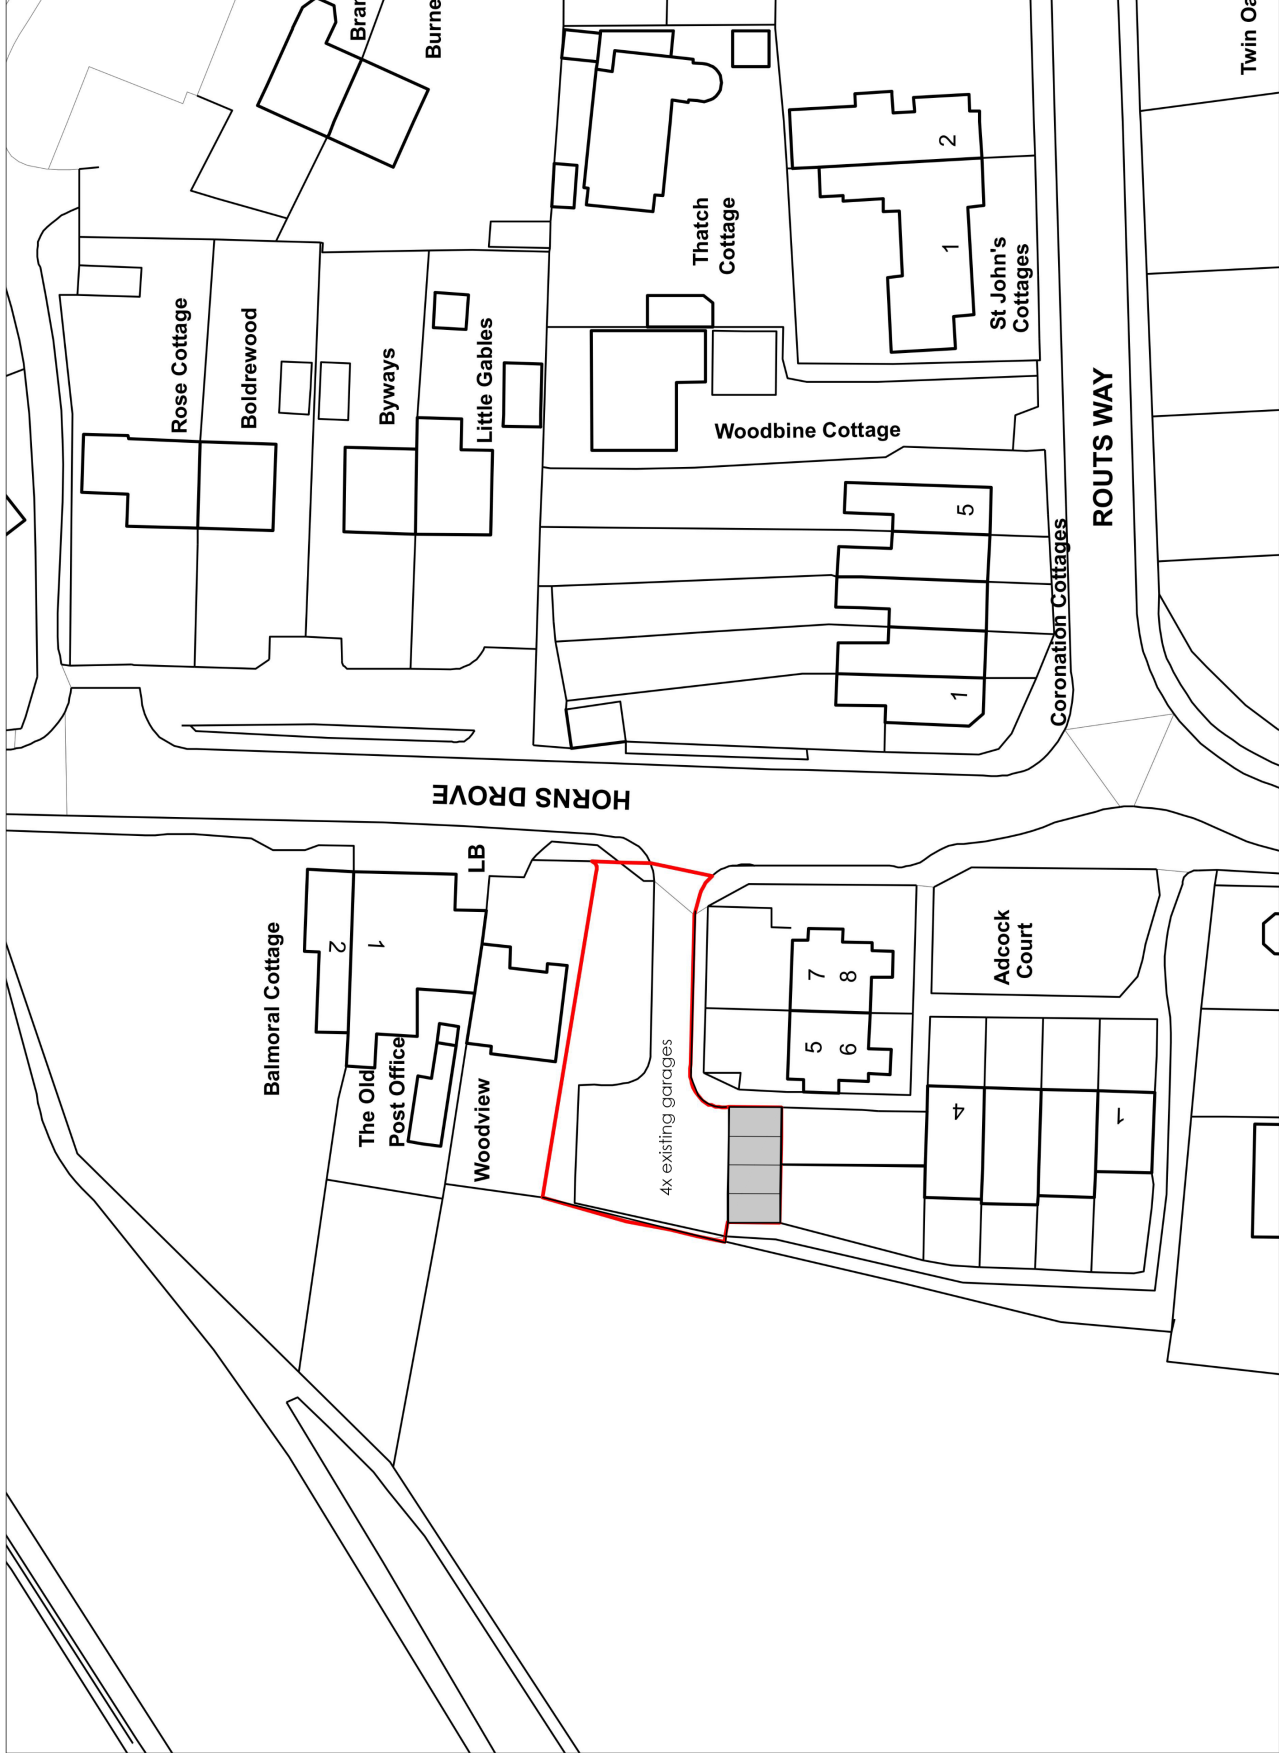 Bran
Burne
Twin Oa
Thatch
Cottage
2
1
St John's
Cottages
Rose Cottage
Boldrewood
Byways
Little Gables
Woodbine Cottage
ROUTS WAY
5
1
Coronation Cottages
HORNS DROVE
LB
Balmoral Cottage
2
1
The Old
Post Office
Woodview
4x existing garages
7
8
5
6
Adcock
Court
4
1